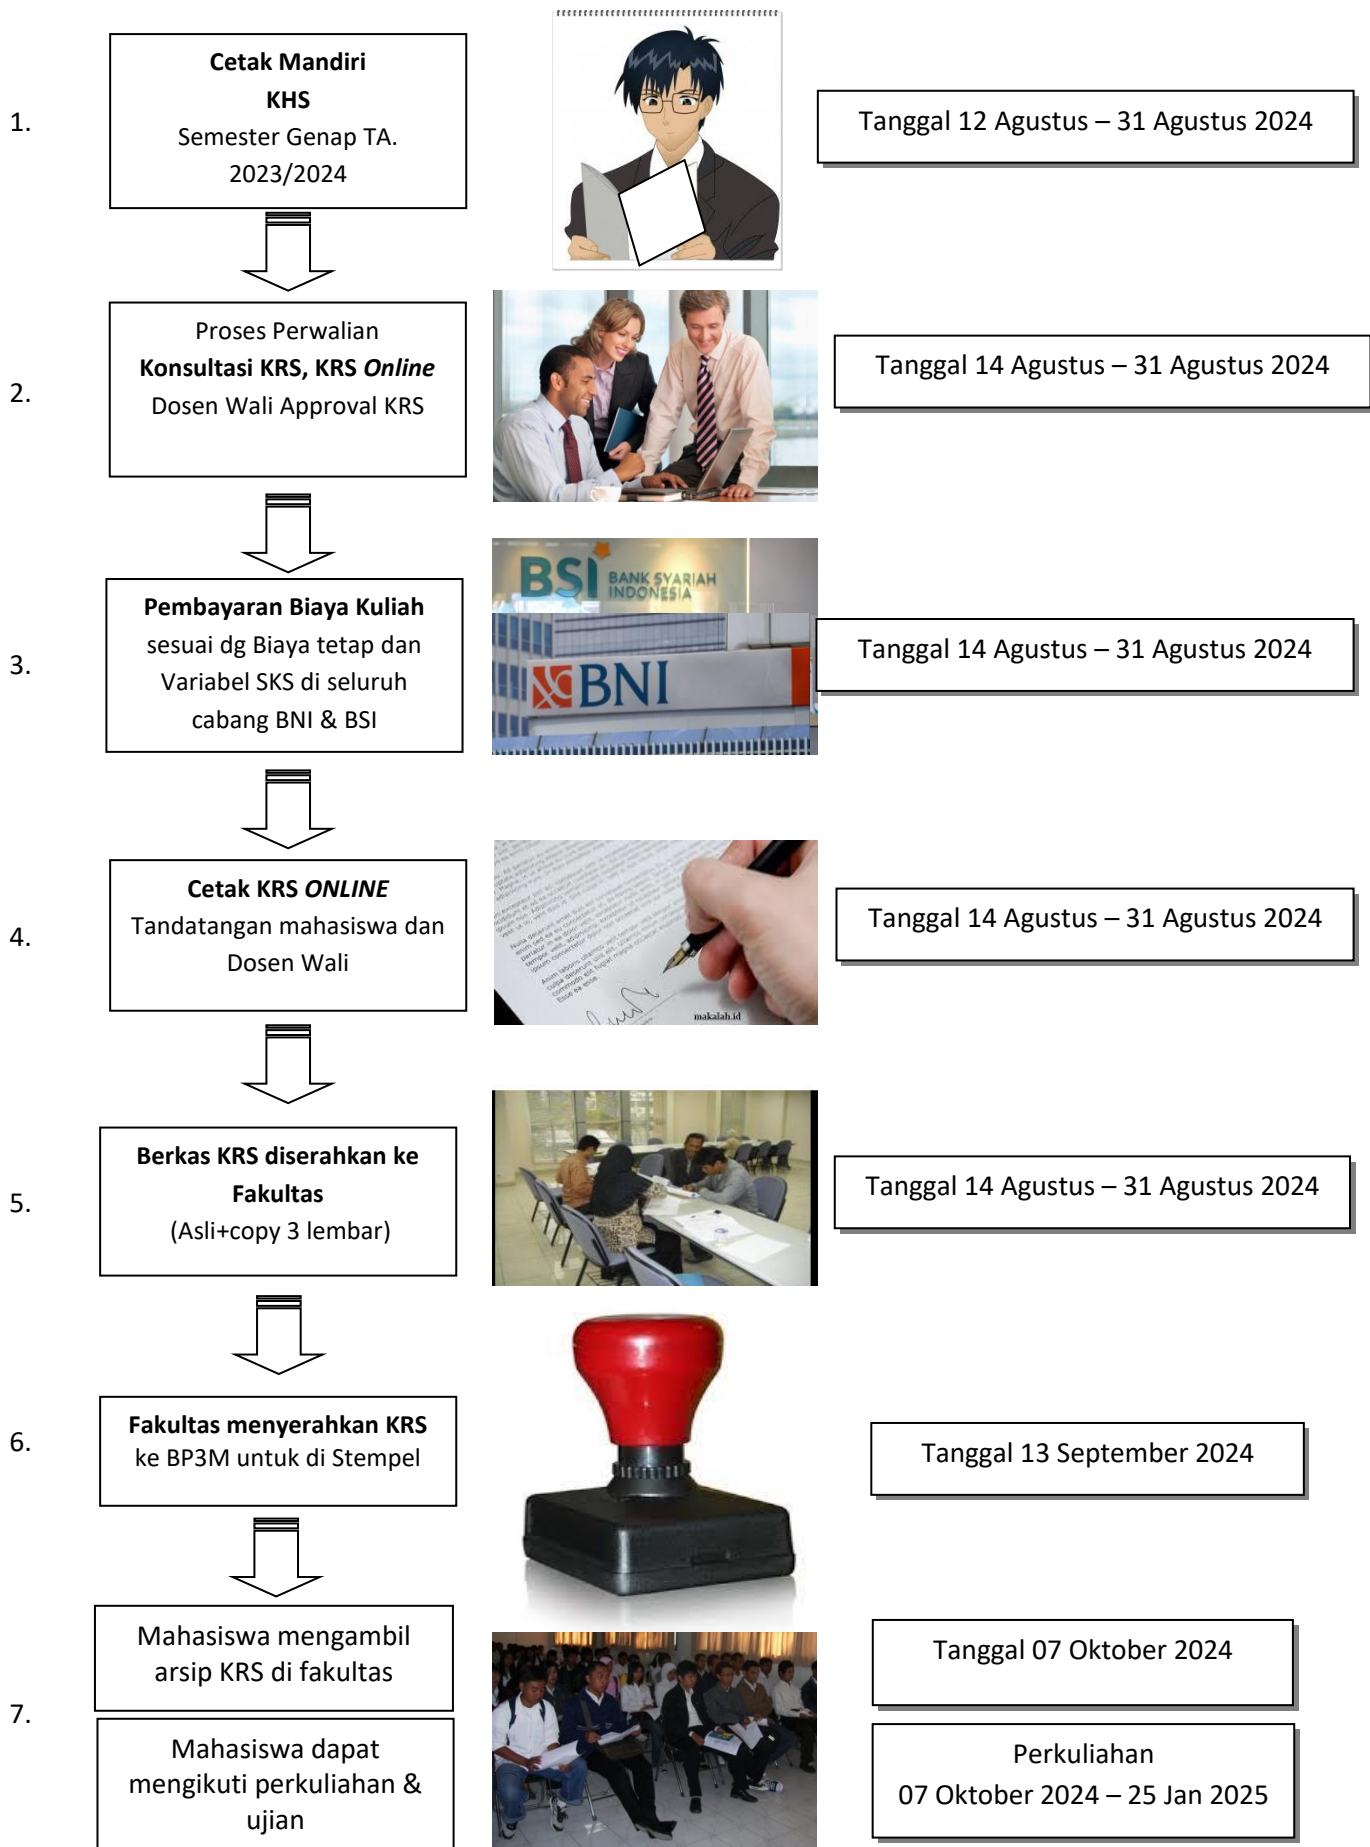 1.
Cetak Mandiri
KHS
Semester Genap TA.
2023/2024
Tanggal 12 Agustus – 31 Agustus 2024
2.
Proses Perwalian
Konsultasi KRS, KRS Online
Dosen Wali Approval KRS
Tanggal 14 Agustus – 31 Agustus 2024
3.
Pembayaran Biaya Kuliah
sesuai dg Biaya tetap dan
Variabel SKS di seluruh
cabang BNI & BSI
BSI BANK SYARIAH
INDONESIA
BNI
Tanggal 14 Agustus – 31 Agustus 2024
4.
Cetak KRS ONLINE
Tandatangan mahasiswa dan
Dosen Wali
makalah.id
Tanggal 14 Agustus – 31 Agustus 2024
5.
Berkas KRS diserahkan ke
Fakultas
(Asli+copy 3 lembar)
Tanggal 14 Agustus – 31 Agustus 2024
6.
Fakultas menyerahkan KRS
ke BP3M untuk di Stempel
Tanggal 13 September 2024
7.
Mahasiswa mengambil
arsip KRS di fakultas
Tanggal 07 Oktober 2024
Mahasiswa dapat
mengikuti perkuliahan &
ujian
Perkuliahan
07 Oktober 2024 – 25 Jan 2025